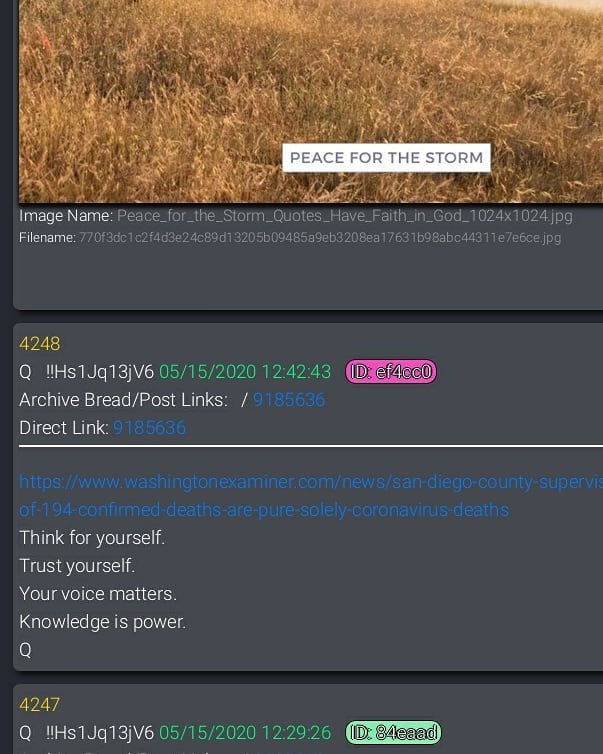 PEACE FOR THE STORM
Image Name: Peace_for_the_Storm_Quotes_Have_Faith_in_God_1024x1024.jpg
Filename: 770f3dc1c2f4d3e24c89d13205b09485a9eb3208ea17631b98abc44311e7e6ce.jpg
4248
Q !!Hs1Jq13jV6 05/15/2020 12:42:43 ID: ef4cc0
Archive Bread/Post Links: / 9185636
Direct Link: 9185636
https://www.washingtonexaminer.com/news/san-diego-county-supervis
of-194-confirmed-deaths-are-pure-solely-coronavirus-deaths
Think for yourself.
Trust yourself.
Your voice matters.
Knowledge is power.
Q
4247
Q !!Hs1Jq13jV6 05/15/2020 12:29:26 ID: 84eaad